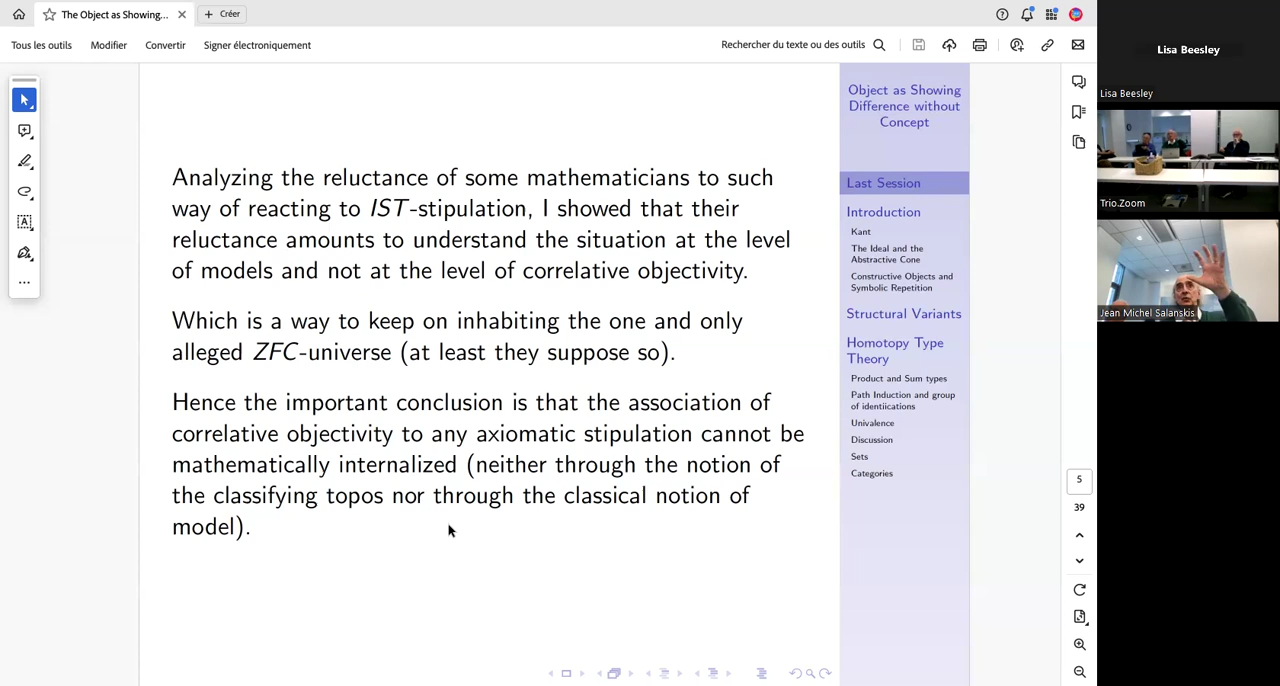 The Object as Showing...
Créer
Tous les outils
Modifier
Convertir
Signer électroniquement
Rechercher du texte ou des outils
Analyzing the reluctance of some mathematicians to such
way of reacting to IST-stipulation, I showed that their
reluctance amounts to understand the situation at the level
of models and not at the level of correlative objectivity.
Which is a way to keep on inhabiting the one and only
alleged ZFC-universe (at least they suppose so).
Hence the important conclusion is that the association of
correlative objectivity to any axiomatic stipulation cannot be
mathematically internalized (neither through the notion of
the classifying topos nor through the classical notion of
model).
Object as Showing
Difference without
Concept
Last Session
Introduction
Kant
The Ideal and the
Abstractive Cone
Constructive Objects and
Symbolic Repetition
Structural Variants
Homotopy Type
Theory
Product and Sum types
Path Induction and group
of identiications
Univalence
Discussion
Sets
Categories
5
39
Lisa Beesley
Lisa Beesley
Trio.Zoom
Jean Michel Salanskis